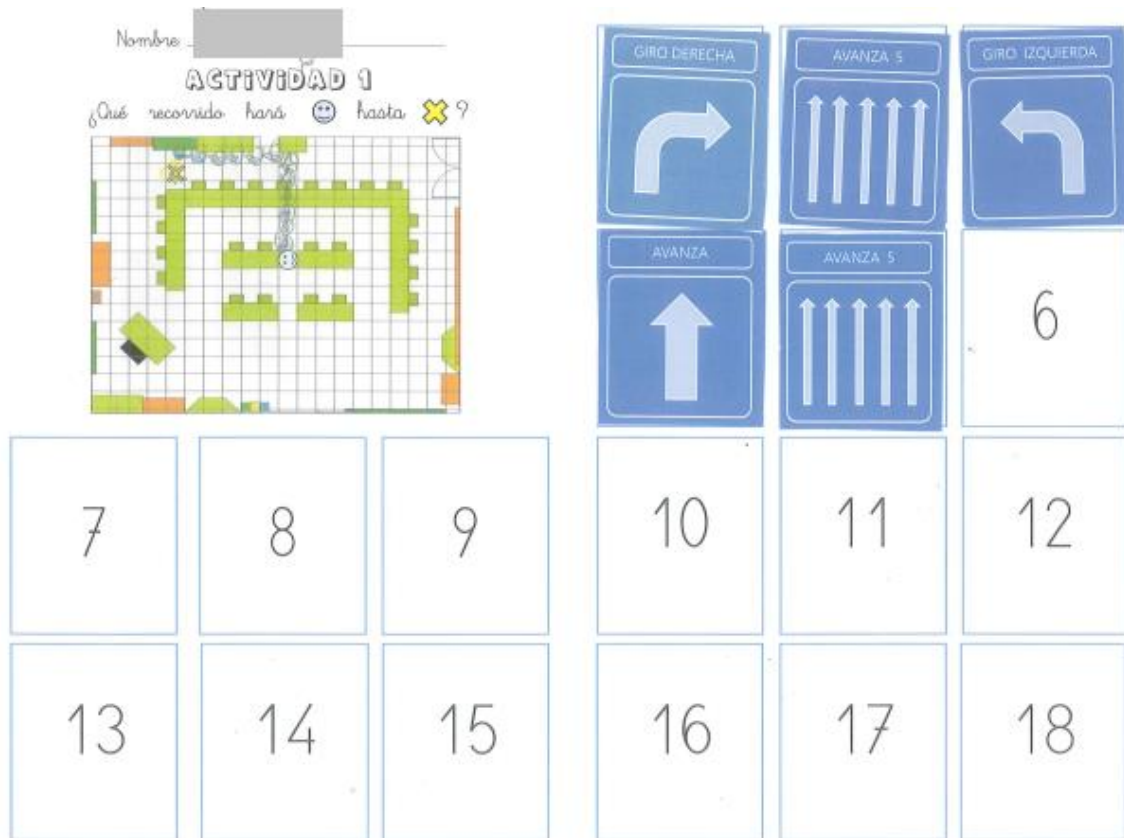 Nombre
ACTIVIDAD 1
¿Qué recorrido hará hasta ?
GIRO DERECHA
AVANZA 5
GIRO IZQUIERDA
AVANZA
AVANZA 5
6
7
8
9
10
11
12
13
14
15
16
17
18